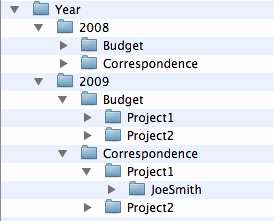 Year
2008
Budget
Correspondence
2009
Budget
Project1
Project2
Correspondence
Project1
JoeSmith
Project2